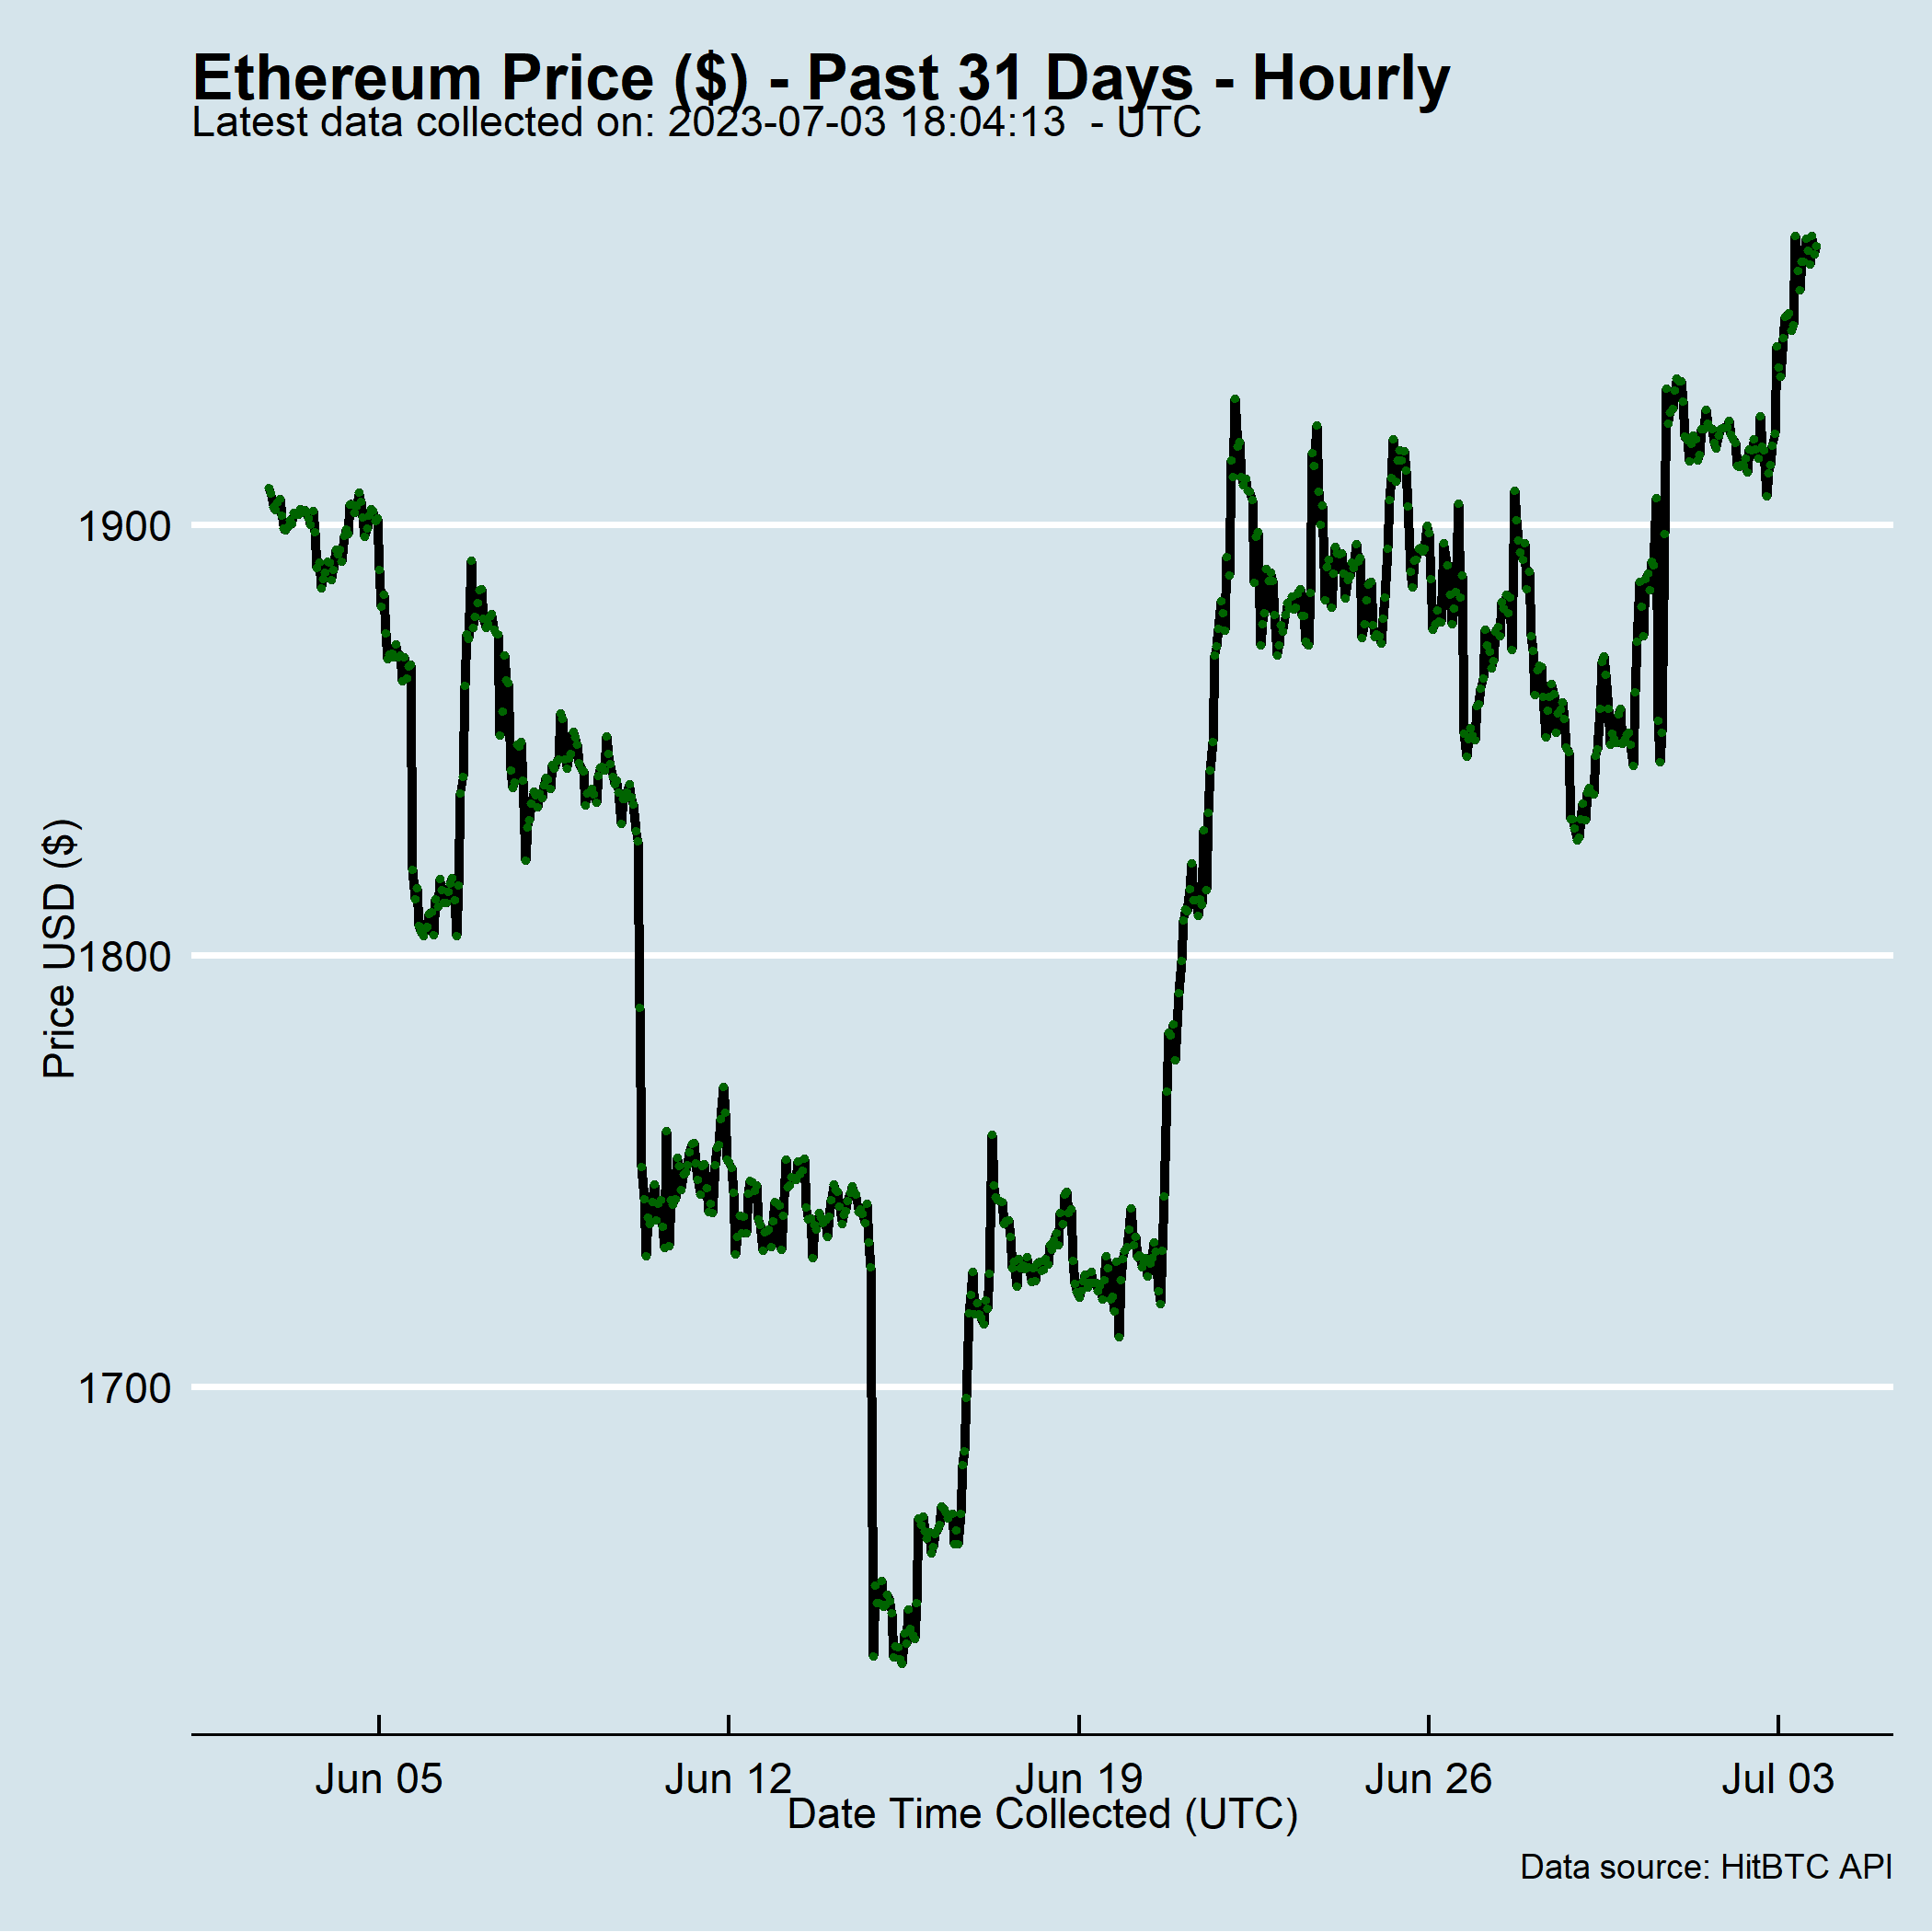 Ethereum Price ($) - Past 31 Days - Hourly
Latest data collected on: 2023-07-03 18:04:13  - UTC
Price USD ($)
1900
1800
1700
Jun 05
Jun 12
Jun 19
Jun 26
Jul 03
Date Time Collected (UTC)
Data source: HitBTC API